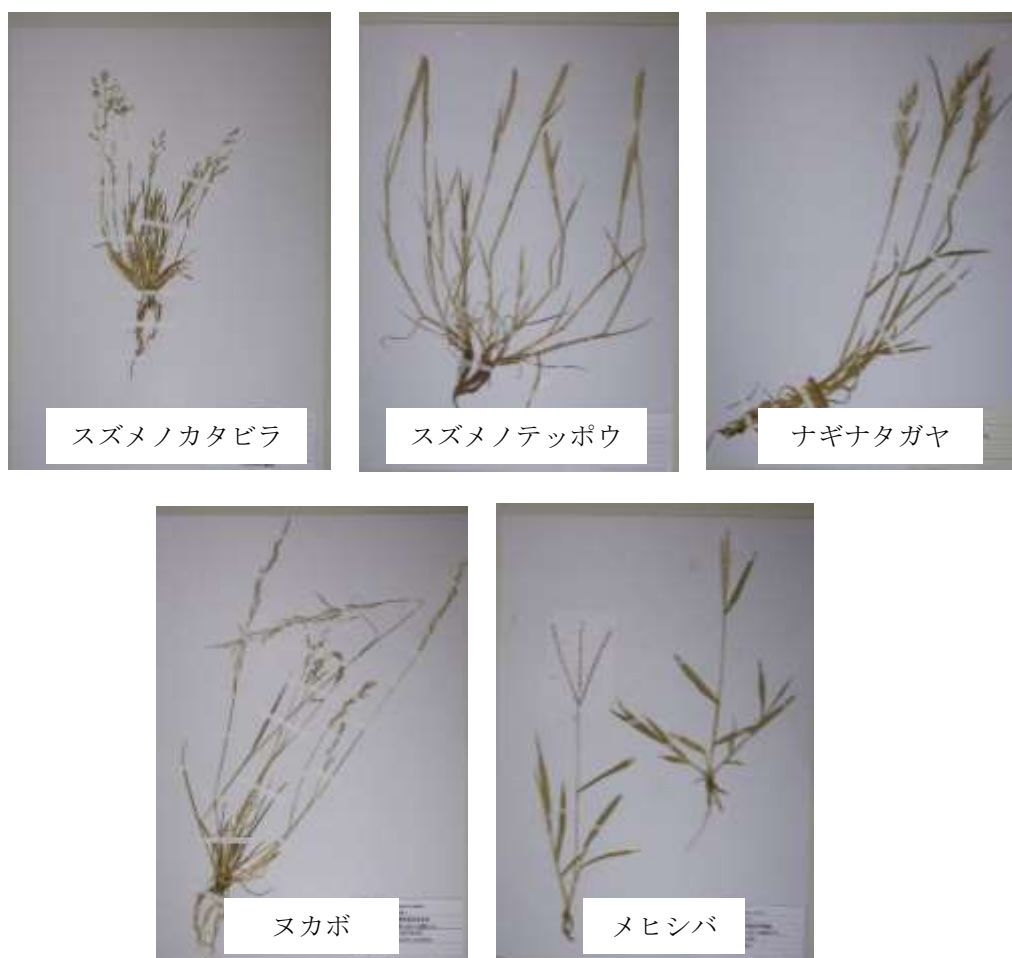 スズメノカタビラ
スズメノテッポウ
ナギナタガヤ
ヌカボ
メヒシバ